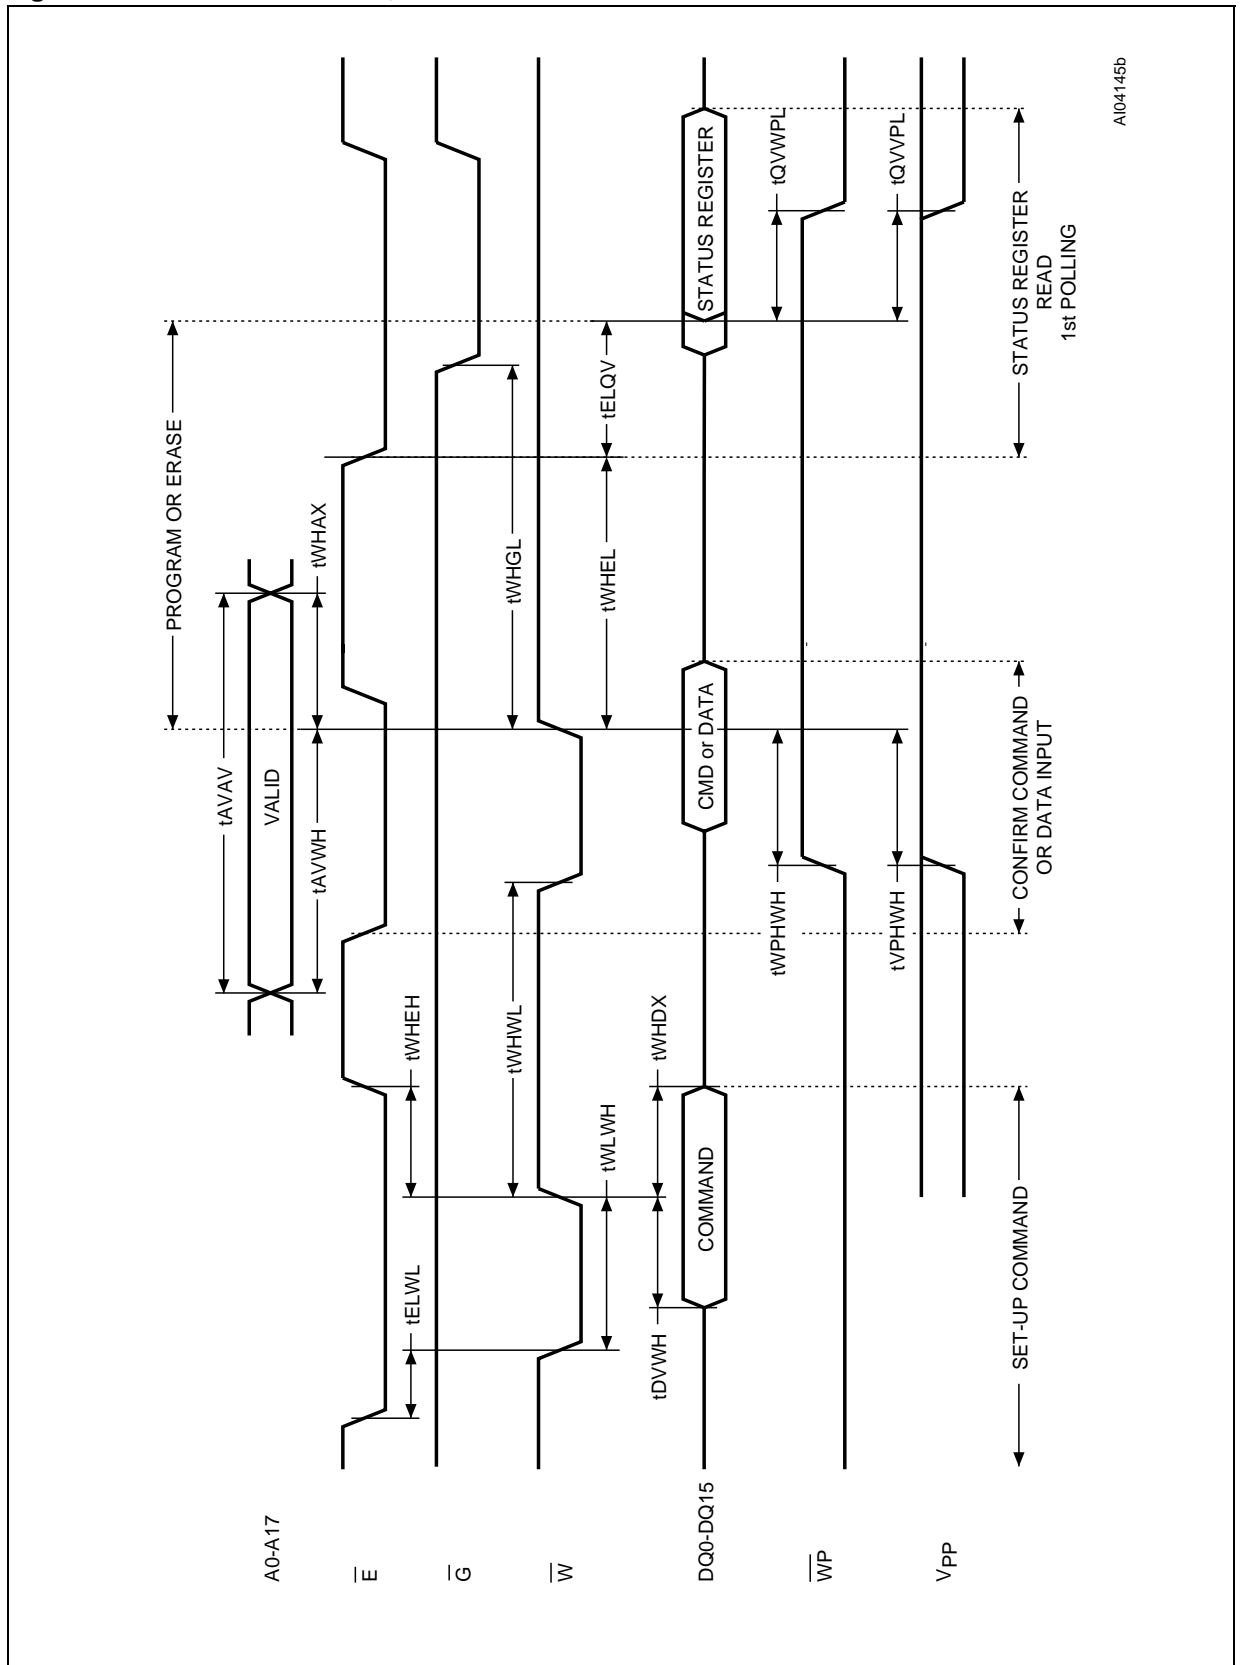 PROGRAM OR ERASE
tAVAV
A0-A17
VALID
tAVWH
tWHAX
E
tELWL
tWHEH
G
tWHWL
tWHGL
W
tWLWH
tWHEL
tELQV
tDVWH
tWHDX
DQ0-DQ15
COMMAND
CMD or DATA
STATUS REGISTER
tWPHWH
tQVWPL
WP
tVPHWH
tQVVPL
VPP
SET-UP COMMAND
CONFIRM COMMAND
OR DATA INPUT
STATUS REGISTER
READ
1st POLLING
AI04145b